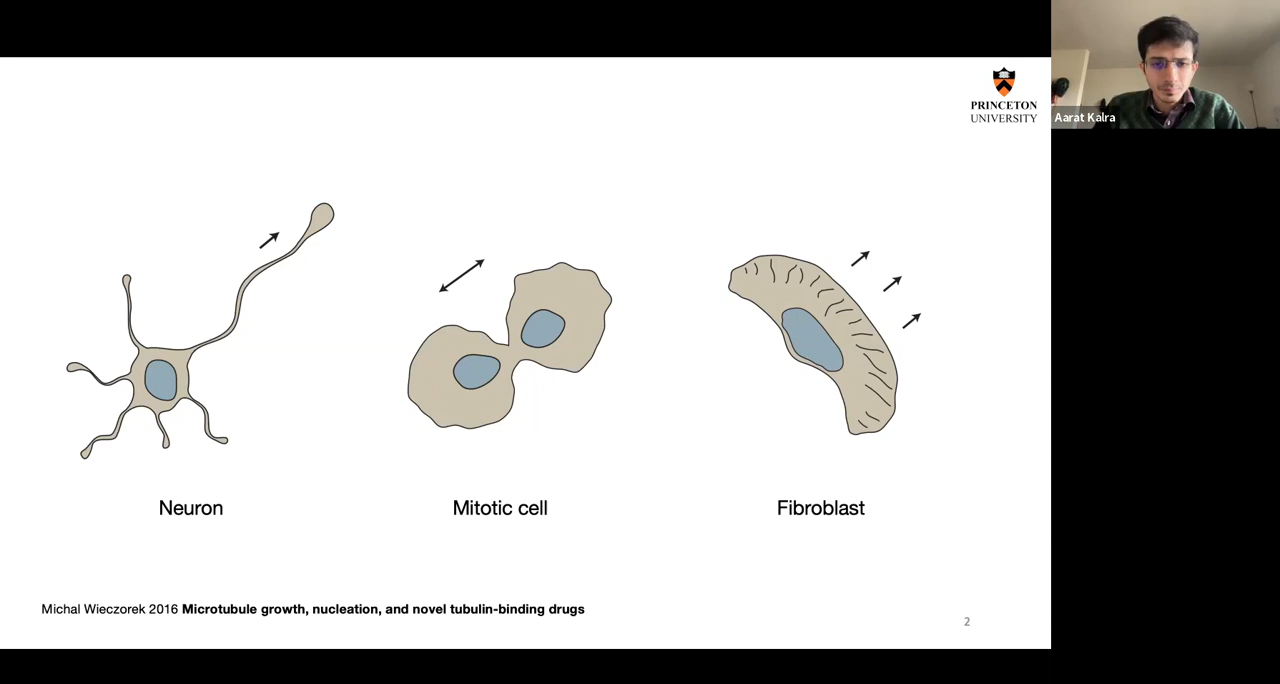 PRINCETON
UNIVERSITY
Aarat Kalra
Neuron
Mitotic cell
Fibroblast
Michal Wieczorek 2016 Microtubule growth, nucleation, and novel tubulin-binding drugs
2